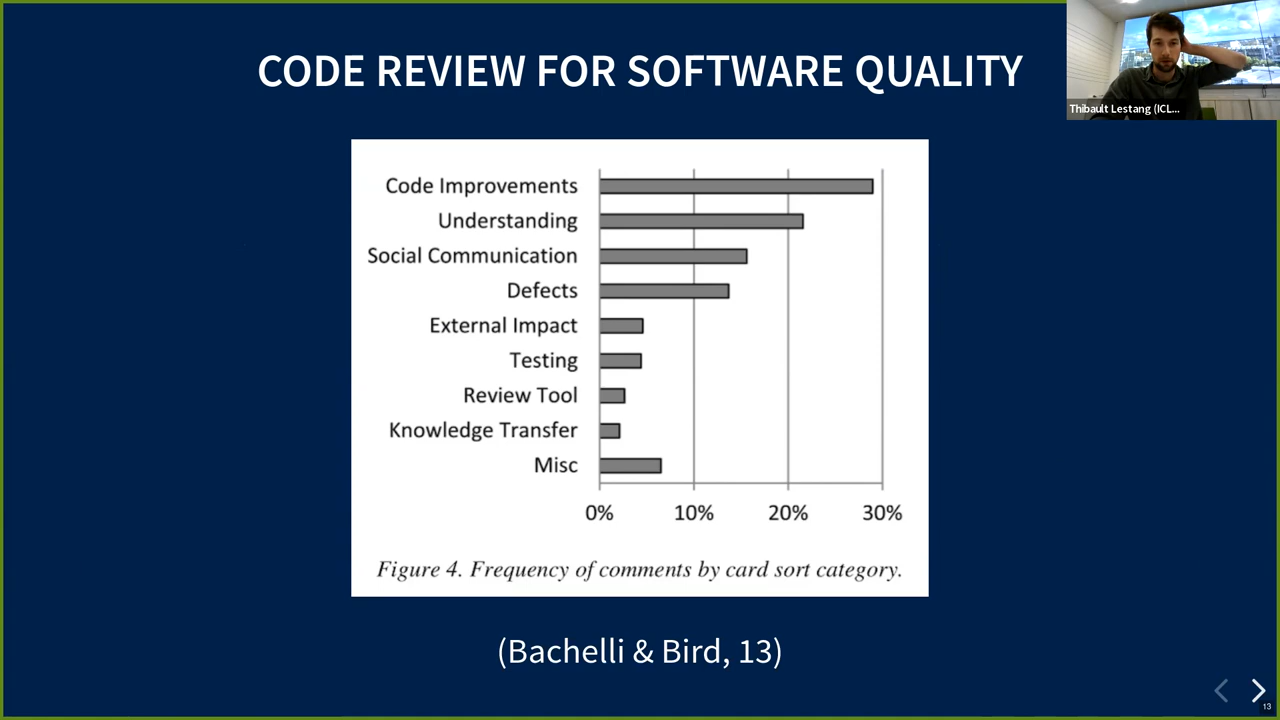 CODE REVIEW FOR SOFTWARE QUALITY
Thibault Lestang (ICL...
Code Improvements
Understanding
Social Communication
Defects
External Impact
Testing
Review Tool
Knowledge Transfer
Misc
0% 10% 20% 30%
Figure 4. Frequency of comments by card sort category.
(Bachelli & Bird, 13)
13